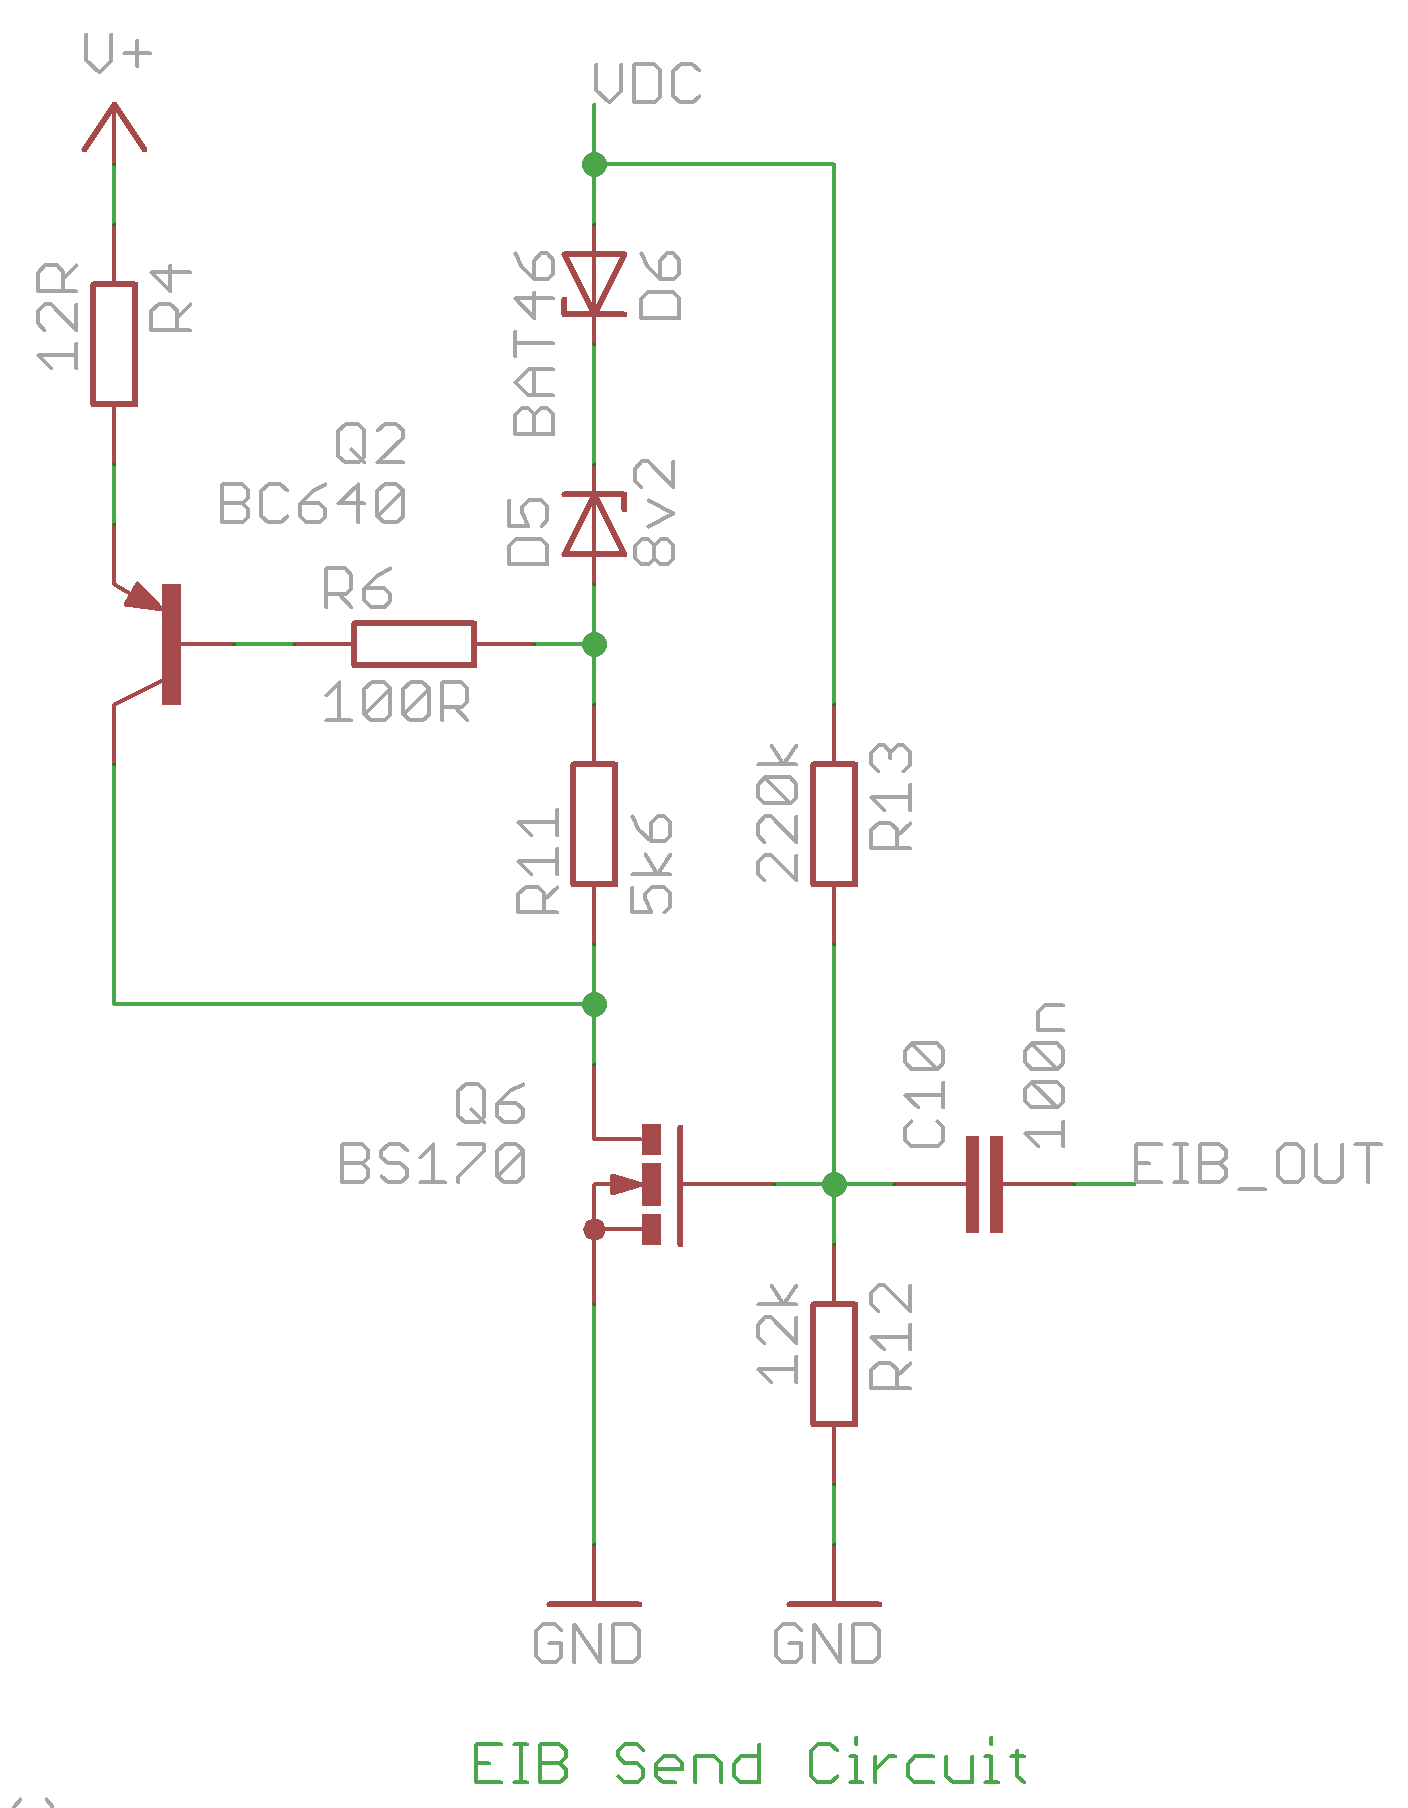 V+
VDC
12R
R4
BAT46
D6
Q2
BC640
D5
8v2
R6
100R
R11
5k6
220k
R13
C10
100n
Q6
BS170
EIB_OUT
12k
R12
GND
GND
EIB Send Circuit